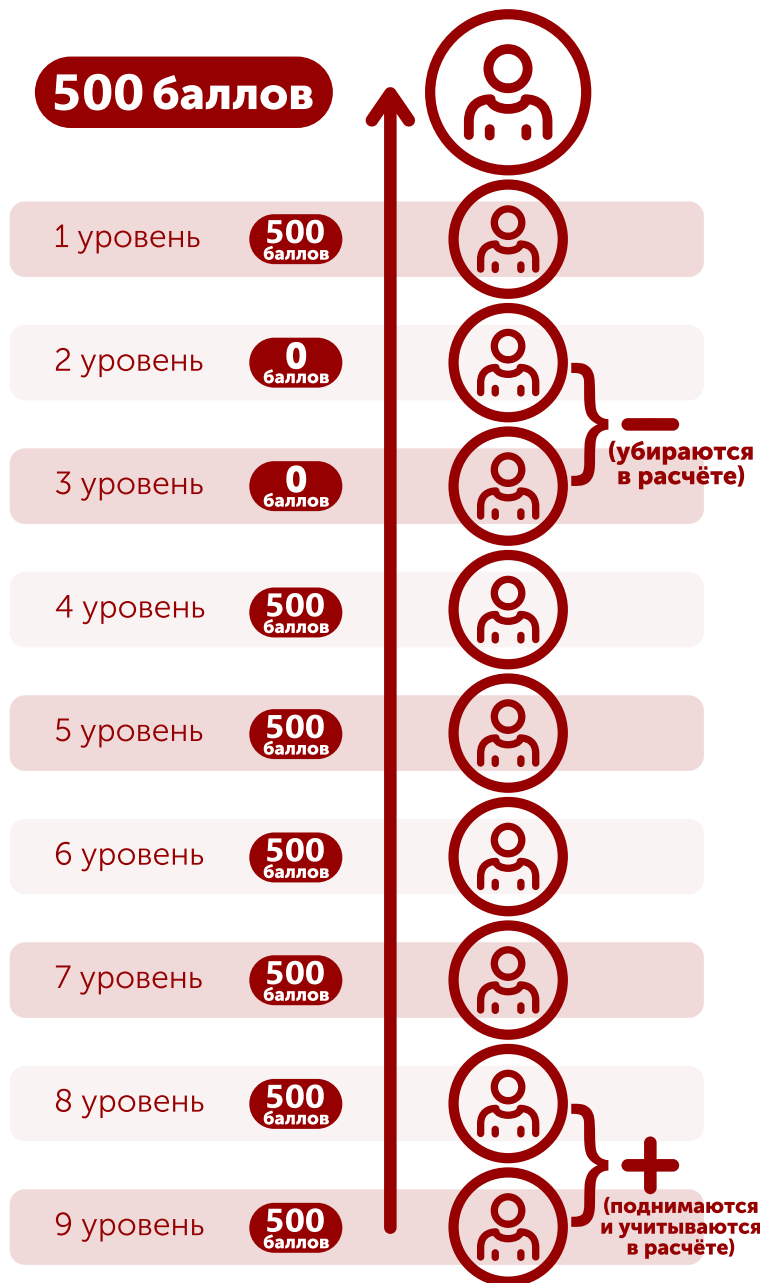 500 баллов
1 уровень
500
баллов
2 уровень
0
баллов
(убираются
в расчёте)
3 уровень
0
баллов
4 уровень
500
баллов
5 уровень
500
баллов
6 уровень
500
баллов
7 уровень
500
баллов
8 уровень
500
баллов
(поднимаются
и учитываются
в расчёте)
9 уровень
500
баллов